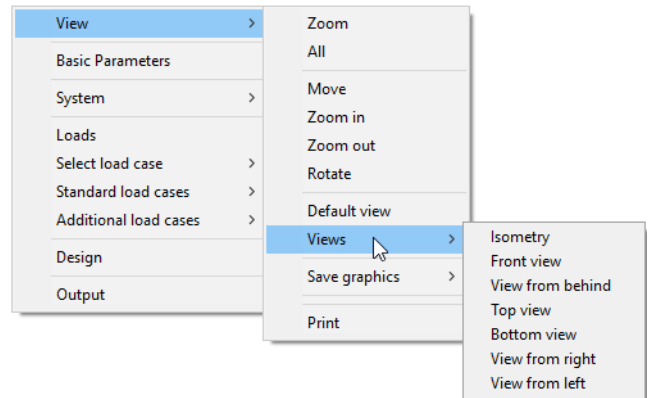 View
Basic Parameters
System
Loads
Select load case
Standard load cases
Additional load cases
Design
Output
Zoom
All
Move
Zoom in
Zoom out
Rotate
Default view
Views
Save graphics
Print
Isometry
Front view
View from behind
Top view
Bottom view
View from right
View from left